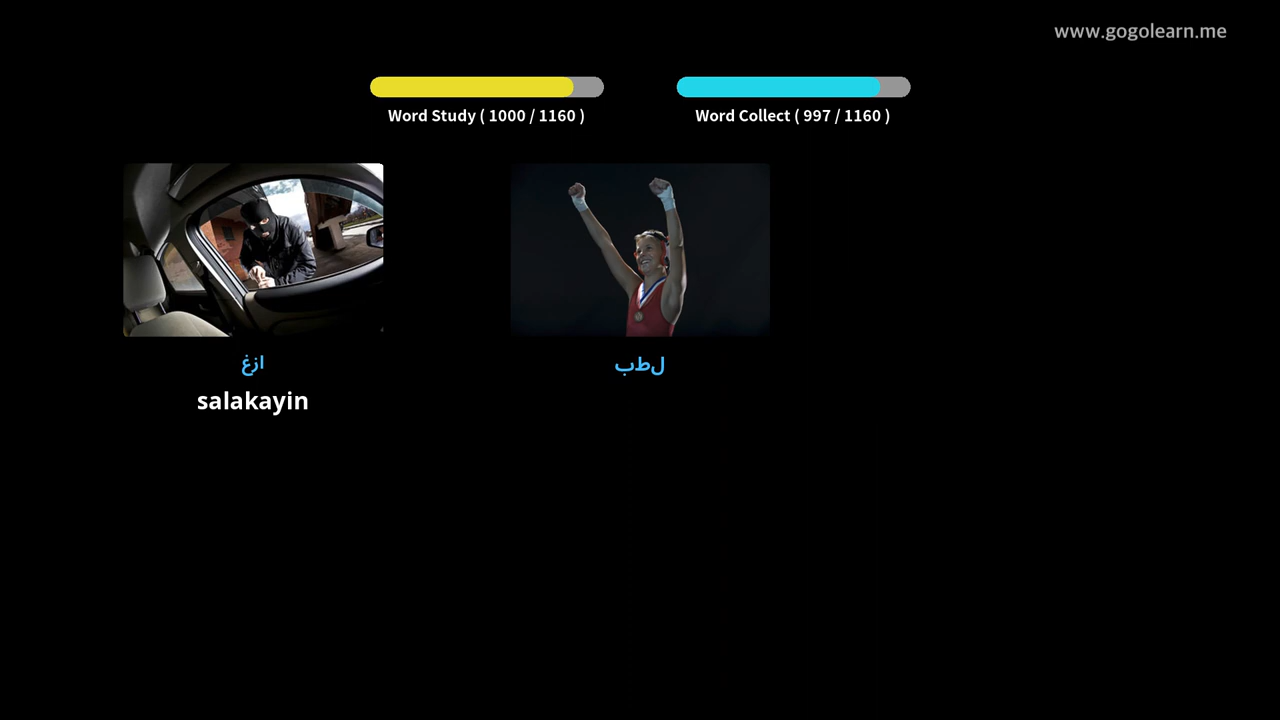 www.gogolearn.me
Word Study ( 1000 / 1160 )
Word Collect ( 997 / 1160 )
ازغ
لطب
salakayin